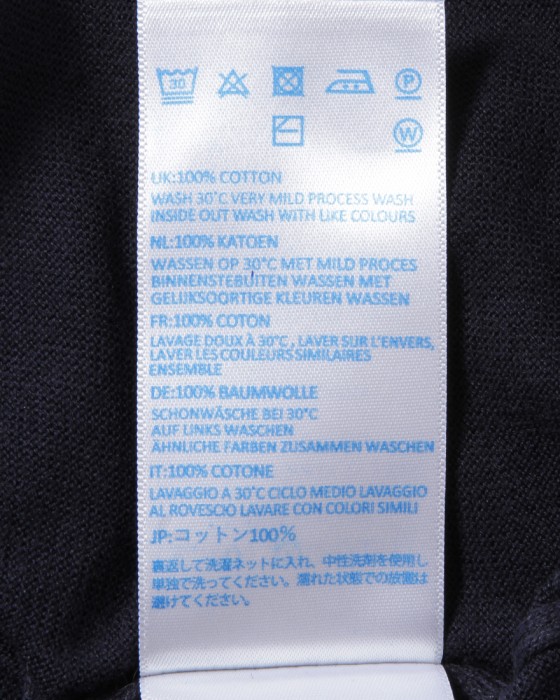 30 P
W
UK:100% COTTON
WASH 30°C VERY MILD PROCESS WASH
INSIDE OUT WASH WITH LIKE COLOURS
NL:100% KATOEN
WASSEN OP 30°C MET MILD PROCES
BINNENSTEBUITEN WASSEN MET
GELIJKSOORTIGE KLEUREN WASSEN
FR:100% COTON
LAVAGE DOUX À 30°C , LAVER SUR L'ENVERS,
LAVER LES COULEURS SIMILAIRES
ENSEMBLE
DE:100% BAUMWOLLE
SCHONWÄSCHE BEI 30°C
AUF LINKS WASCHEN
ÄHNLICHE FARBEN ZUSAMMEN WASCHEN
IT:100% COTONE
LAVAGGIO A 30°C CICLO MEDIO LAVAGGIO
AL ROVESCIO LAVARE CON COLORI SIMILI
JP:コットン100%
裏返して洗濯ネットに入れ、中性洗剤を使用し
単独で洗ってください。濡れた状態での放置は
避けてください。